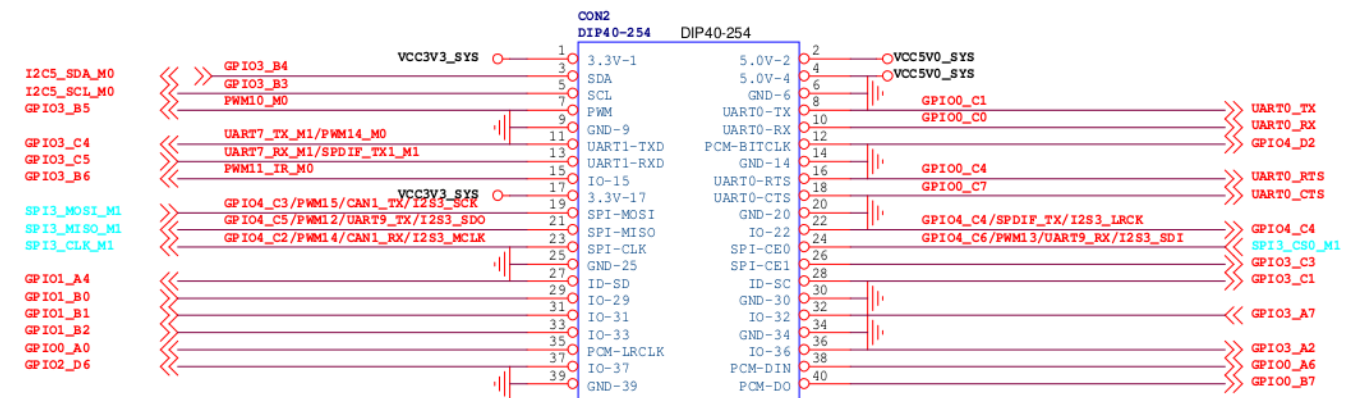 CON2
DIP40-254 DIP40-254
VCC3V3_SYS 1 3.3V-1 5.0V-2 2 VCC5V0_SYS
I2C5_SDA_M0 GPIO3_B4 3 SDA 5.0V-4 4 VCC5V0_SYS
I2C5_SCL_M0 GPIO3_B3 5 SCL GND-6 6
GPIO3_B5 PWM10_M0 7 PWM UART0-TX 8 GPIO0_C1 UART0_TX
9 GND-9 UART0-RX 10 GPIO0_C0 UART0_RX
GPIO3_C4 UART7_TX_M1/PWM14_M0 11 UART1-TXD PCM-BITCLK 12 GPIO4_D2
GPIO3_C5 UART7_RX_M1/SPDIF_TX1_M1 13 UART1-RXD GND-14 14
GPIO3_B6 PWM11_IR_M0 15 IO-15 UART0-RTS 16 GPIO0_C4 UART0_RTS
VCC3V3_SYS 17 3.3V-17 UART0-CTS 18 GPIO0_C7 UART0_CTS
SPI3_MOSI_M1 GPIO4_C3/PWM15/CAN1_TX/I2S3_SCK 19 SPI-MOSI GND-20 20
SPI3_MISO_M1 GPIO4_C5/PWM12/UART9_TX/I2S3_SDO 21 SPI-MISO IO-22 22 GPIO4_C4/SPDIF_TX/I2S3_LRCK GPIO4_C4
SPI3_CLK_M1 GPIO4_C2/PWM14/CAN1_RX/I2S3_MCLK 23 SPI-CLK SPI-CE0 24 GPIO4_C6/PWM13/UART9_RX/I2S3_SDI SPI3_CS0_M1
25 GND-25 SPI-CE1 26 GPIO3_C3
GPIO1_A4 27 ID-SD ID-SC 28 GPIO3_C1
GPIO1_B0 29 IO-29 GND-30 30
GPIO1_B1 31 IO-31 IO-32 32 GPIO3_A7
GPIO1_B2 33 IO-33 GND-34 34
GPIO0_A0 35 PCM-LRCLK IO-36 36 GPIO3_A2
GPIO2_D6 37 IO-37 PCM-DIN 38 GPIO0_A6
39 GND-39 PCM-DO 40 GPIO0_B7